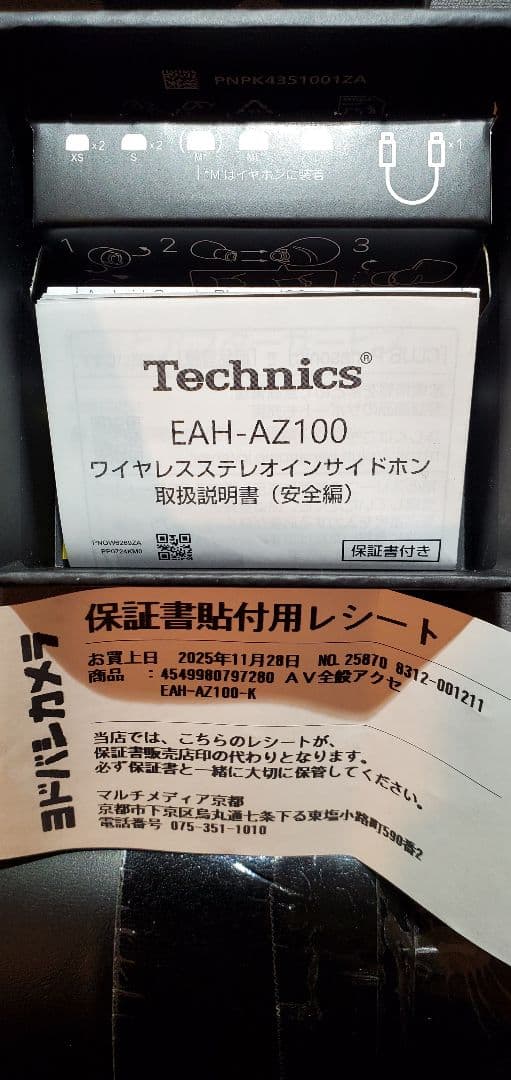 PNPK4351001ZA
XS ×2 S ×2 M* ML L ×1
*Mはイヤホンに装着
1 2 3
Technics®
EAH-AZ100
ワイヤレスステレオインサイドホン
取扱説明書（安全編）
PNQW6269ZA
PP0724KM0
保証書付き
ヨドバシカメラ
保証書貼付用レシート
お買上日 2025年11月28日 NO.25870 8312-001211
商品 :4549980797280 AV全般アクセ
EAH-AZ100-K
当店では、こちらのレシートが、
保証書販売店印の代わりとなります。
必ず保証書と一緒に大切に保管してください。
マルチメディア京都
京都市下京区烏丸通七条下る東塩小路町590番2
電話番号 075-351-1010